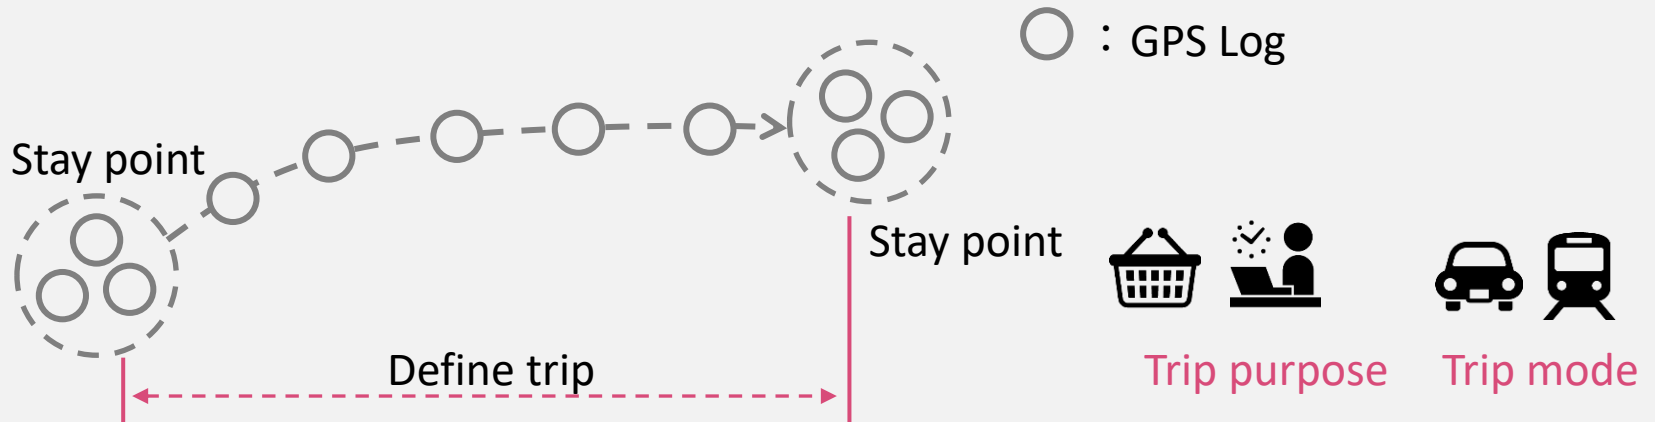 ：GPS Log
Stay point
Stay point
Define trip
Trip purpose
Trip mode